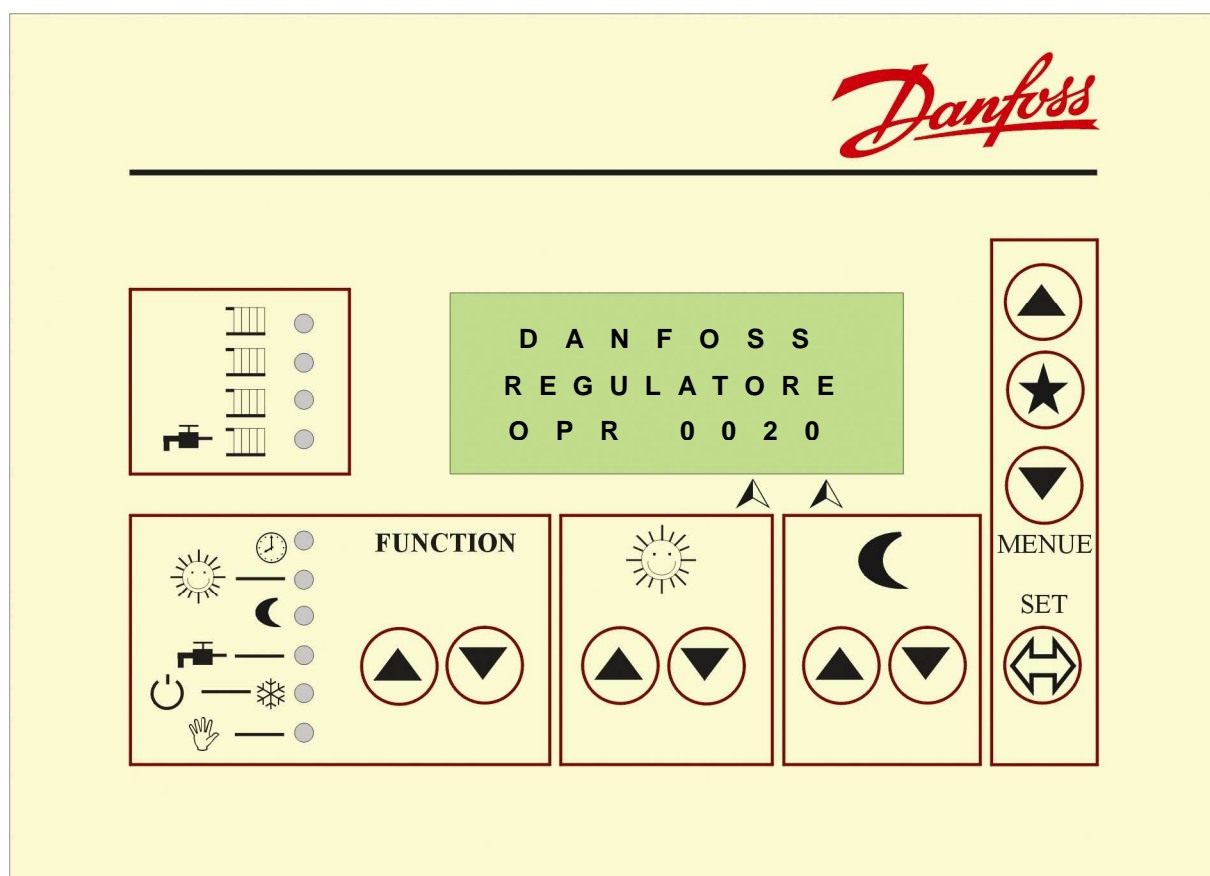 Danfoss
DANFOSS
REGULATORE
OPR 0020
FUNCTION
MENUE
SET